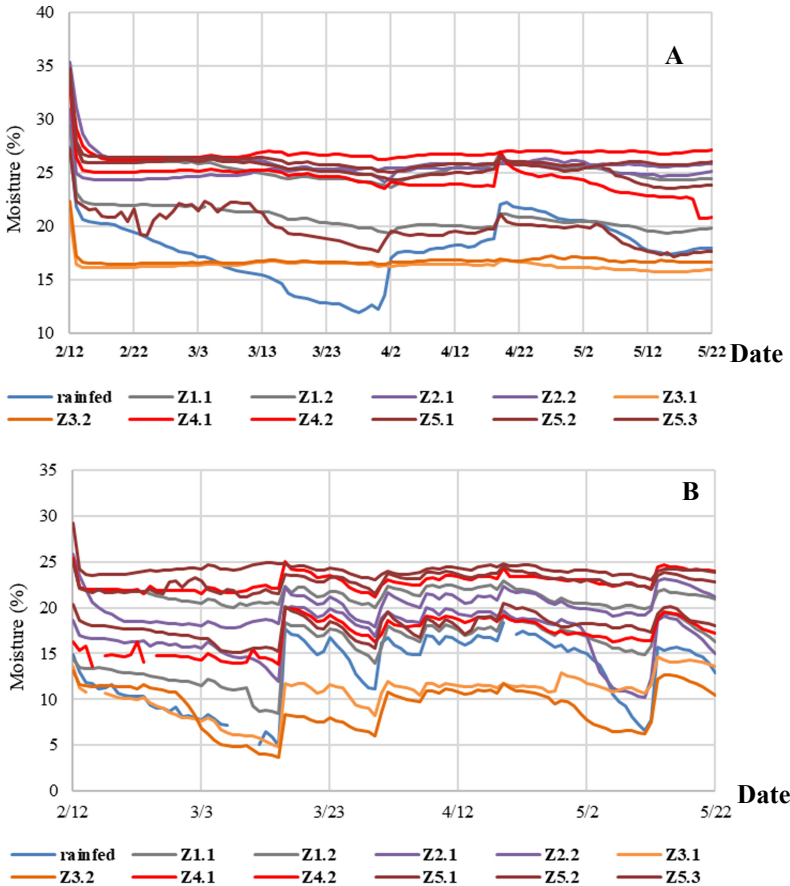 A
Moisture (%)
40
35
30
25
20
15
10
2/12 2/22 3/3 3/13 3/23 4/2 4/12 4/22 5/2 5/12 5/22
Date
rainfed Z1.1 Z1.2 Z2.1 Z2.2 Z3.1
Z3.2 Z4.1 Z4.2 Z5.1 Z5.2 Z5.3
B
Moisture (%)
35
30
25
20
15
10
5
0
2/12 3/3 3/23 4/12 5/2 5/22
Date
rainfed Z1.1 Z1.2 Z2.1 Z2.2 Z3.1
Z3.2 Z4.1 Z4.2 Z5.1 Z5.2 Z5.3